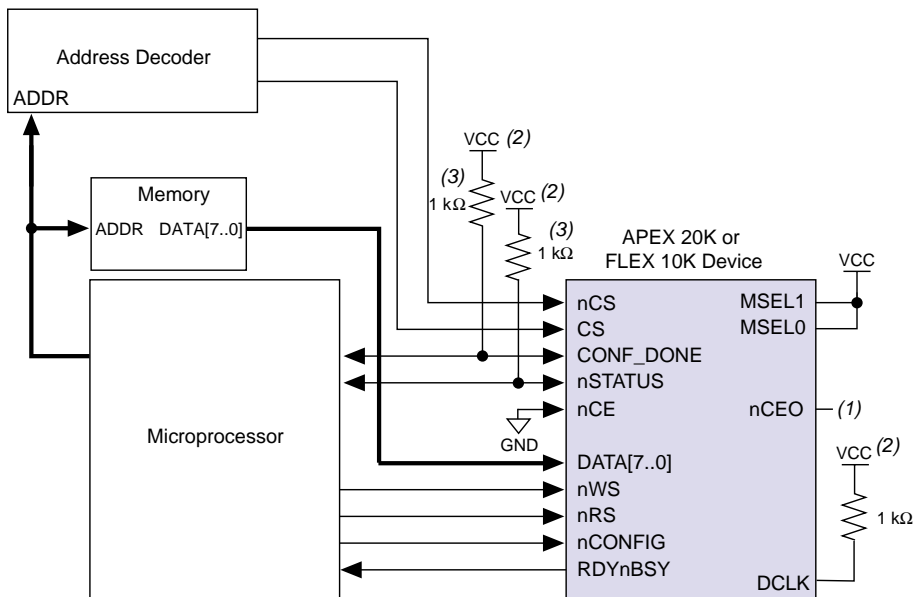 Address Decoder
ADDR
VCC (2)
(3)
1 kΩ
VCC (2)
(3)
1 kΩ
Memory
ADDR DATA[7..0]
APEX 20K or
FLEX 10K Device
VCC
nCS MSEL1
CS MSEL0
CONF_DONE
nSTATUS
nCE nCEO (1)
GND
Microprocessor
VCC (2)
DATA[7..0]
nWS
nRS
1 kΩ
nCONFIG
RDYnBSY
DCLK